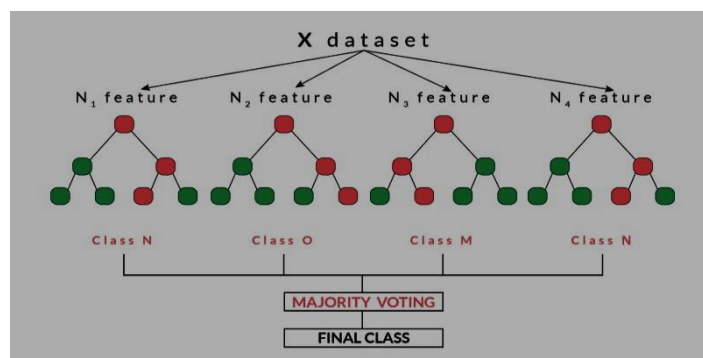 X dataset
N₁ feature N₂ feature N₃ feature N₄ feature
Class N Class O Class M Class N
MAJORITY VOTING
FINAL CLASS